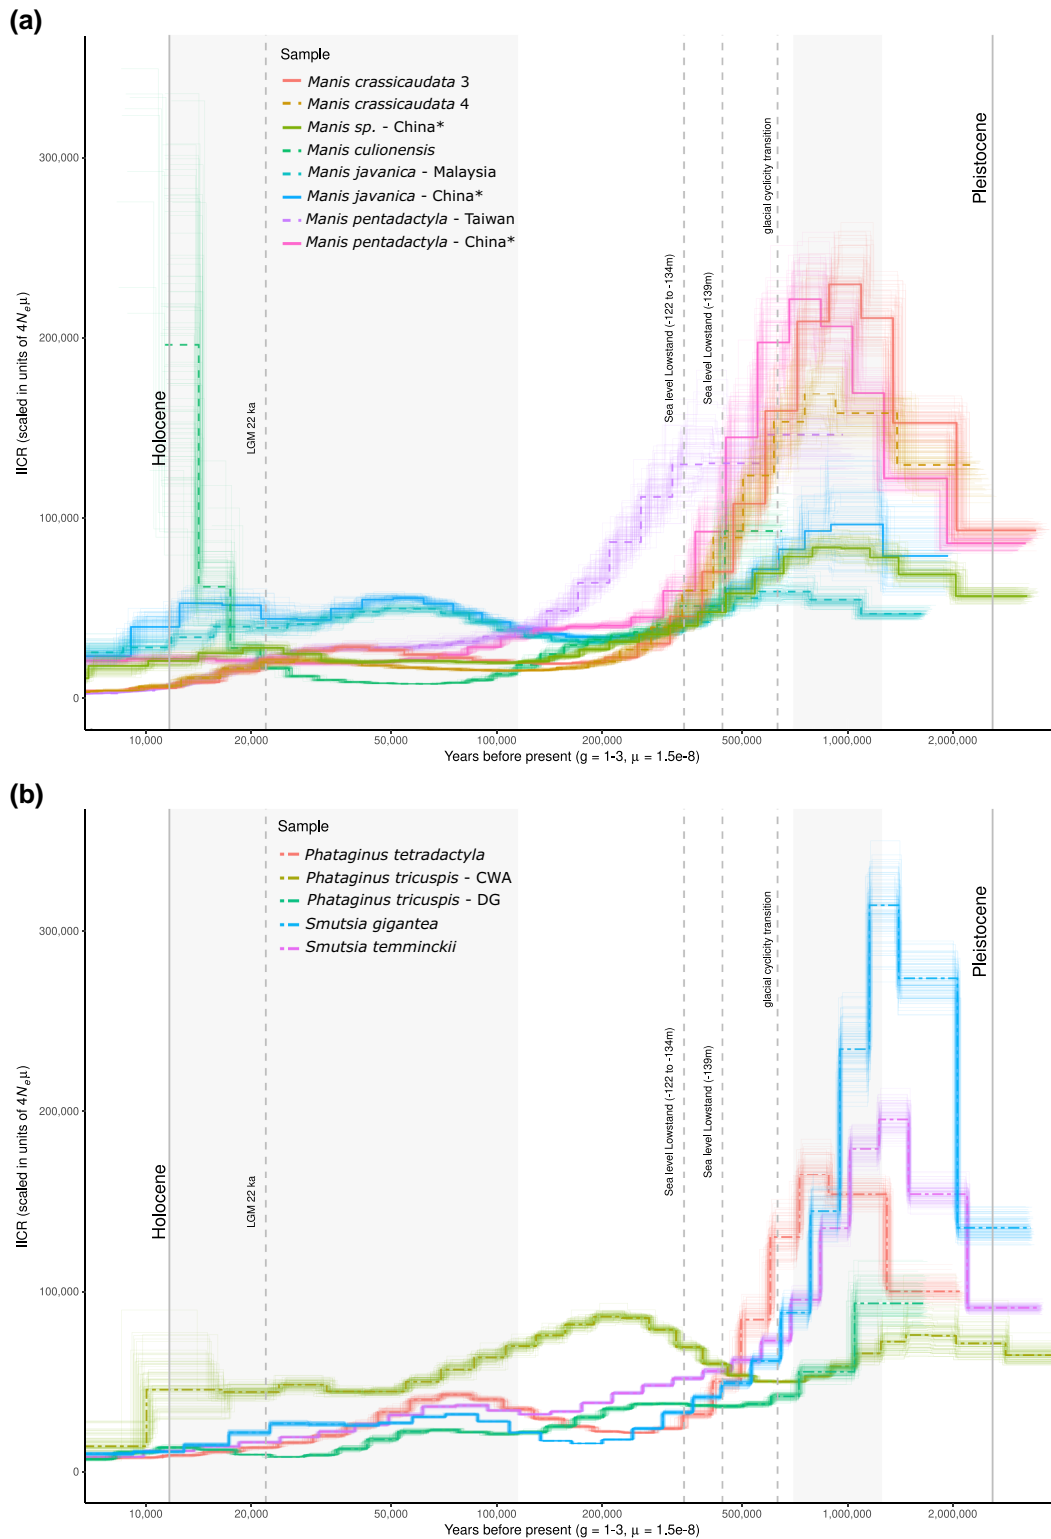 (a)
Sample
Manis crassicaudata 3
Manis crassicaudata 4
Manis sp. - China*
Manis culionensis
Manis javanica - Malaysia
Manis javanica - China*
Manis pentadactyla - Taiwan
Manis pentadactyla - China*
Holocene
LGM 22 ka
Sea level Lowstand (-122 to -134m)
Sea level Lowstand (-139m)
glacial cyclicity transition
Pleistocene
IICR (scaled in units of 4Neμ)
300,000
200,000
100,000
0
10,000 20,000 50,000 100,000 200,000 500,000 1,000,000 2,000,000
Years before present (g = 1-3, μ = 1.5e-8)
(b)
Sample
Phataginus tetradactyla
Phataginus tricuspis - CWA
Phataginus tricuspis - DG
Smutsia gigantea
Smutsia temminckii
Holocene
LGM 22 ka
Sea level Lowstand (-122 to -134m)
Sea level Lowstand (-139m)
glacial cyclicity transition
Pleistocene
IICR (scaled in units of 4Neμ)
300,000
200,000
100,000
0
10,000 20,000 50,000 100,000 200,000 500,000 1,000,000 2,000,000
Years before present (g = 1-3, μ = 1.5e-8)